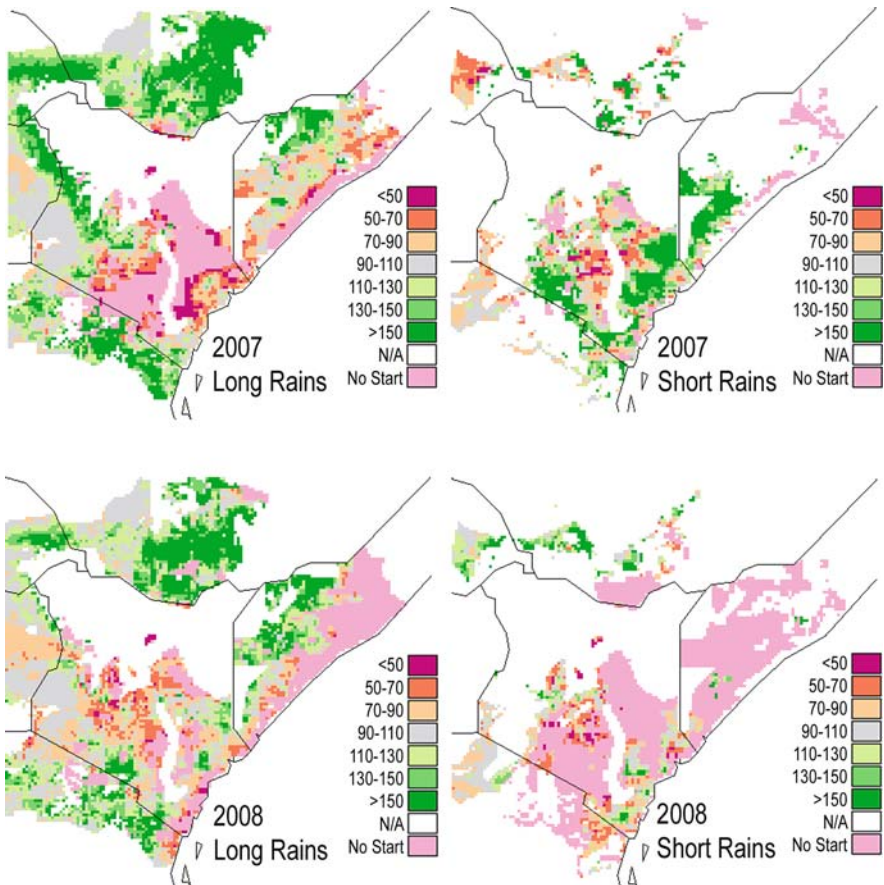 <50
50-70
70-90
90-110
110-130
130-150
>150
N/A
No Start
2007
Long Rains
<50
50-70
70-90
90-110
110-130
130-150
>150
N/A
No Start
2007
Short Rains
<50
50-70
70-90
90-110
110-130
130-150
>150
N/A
No Start
2008
Long Rains
<50
50-70
70-90
90-110
110-130
130-150
>150
N/A
No Start
2008
Short Rains